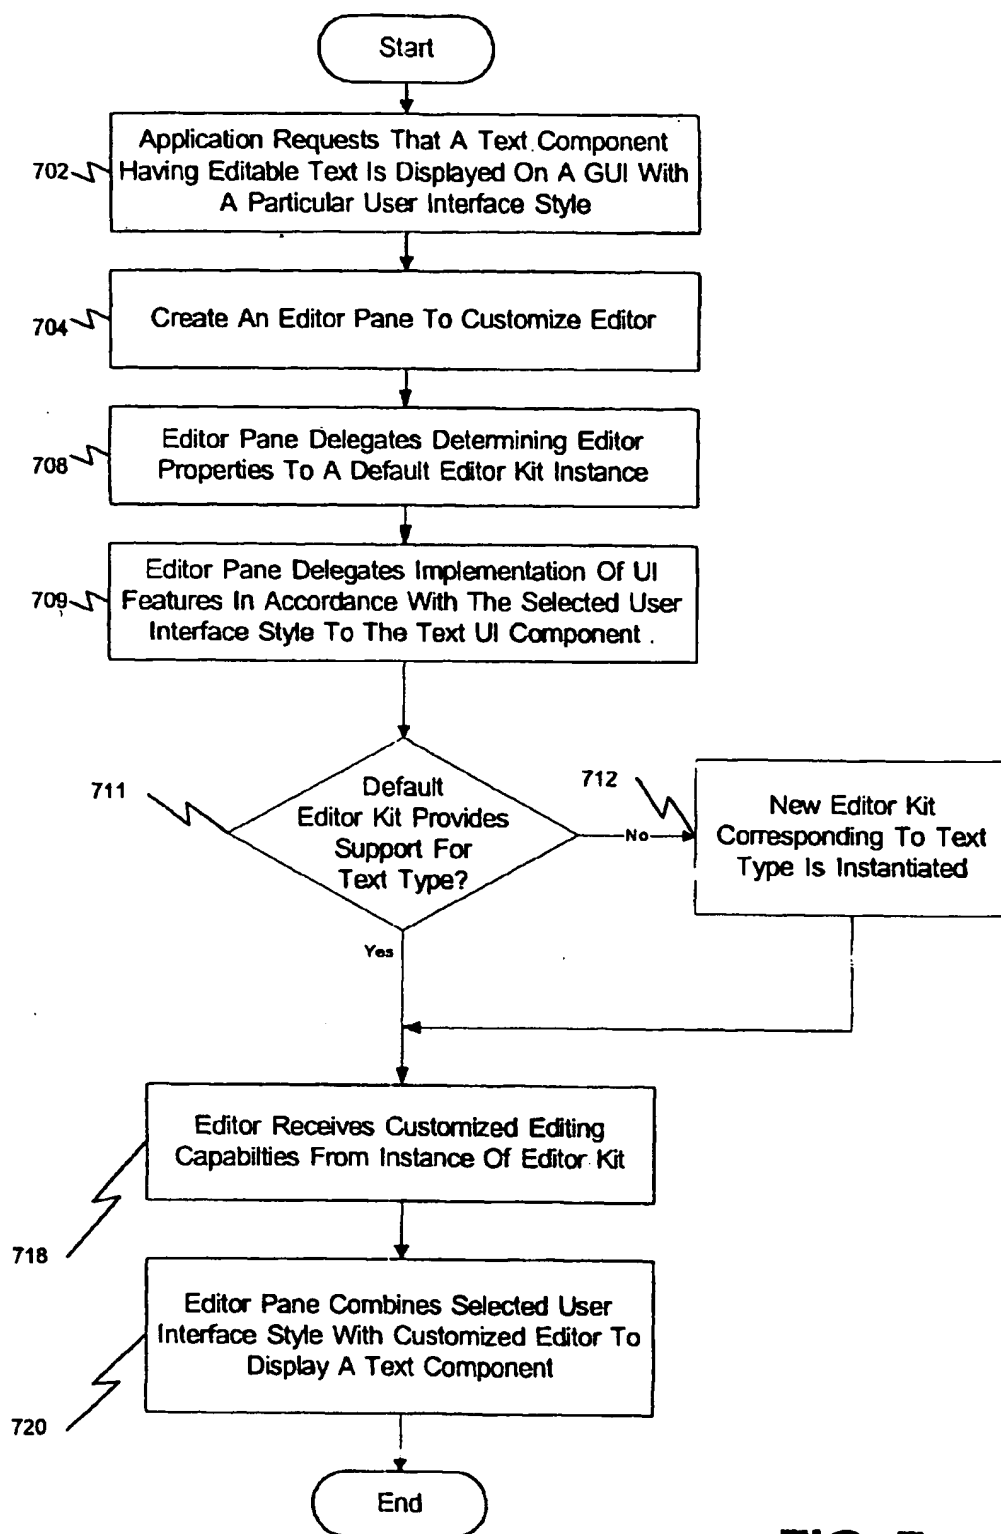 Start
Application Requests That A Text Component
702
Having Editable Text Is Displayed On A GUI With
A Particular User Interface Style
704
Create An Editor Pane To Customize Editor
Editor Pane Delegates Determining Editor
708
Properties To A Default Editor Kit Instance
Editor Pane Delegates Implementation Of UI
709
Features In Accordance With The Selected User
Interface Style To The Text UI Component .
711
Default
Editor Kit Provides
Support For
Text Type?
No
712
New Editor Kit
Corresponding To Text
Type Is Instantiated
Yes
Editor Receives Customized Editing
Capabilties From Instance Of Editor Kit
718
Editor Pane Combines Selected User
Interface Style With Customized Editor To
Display A Text Component
720
End